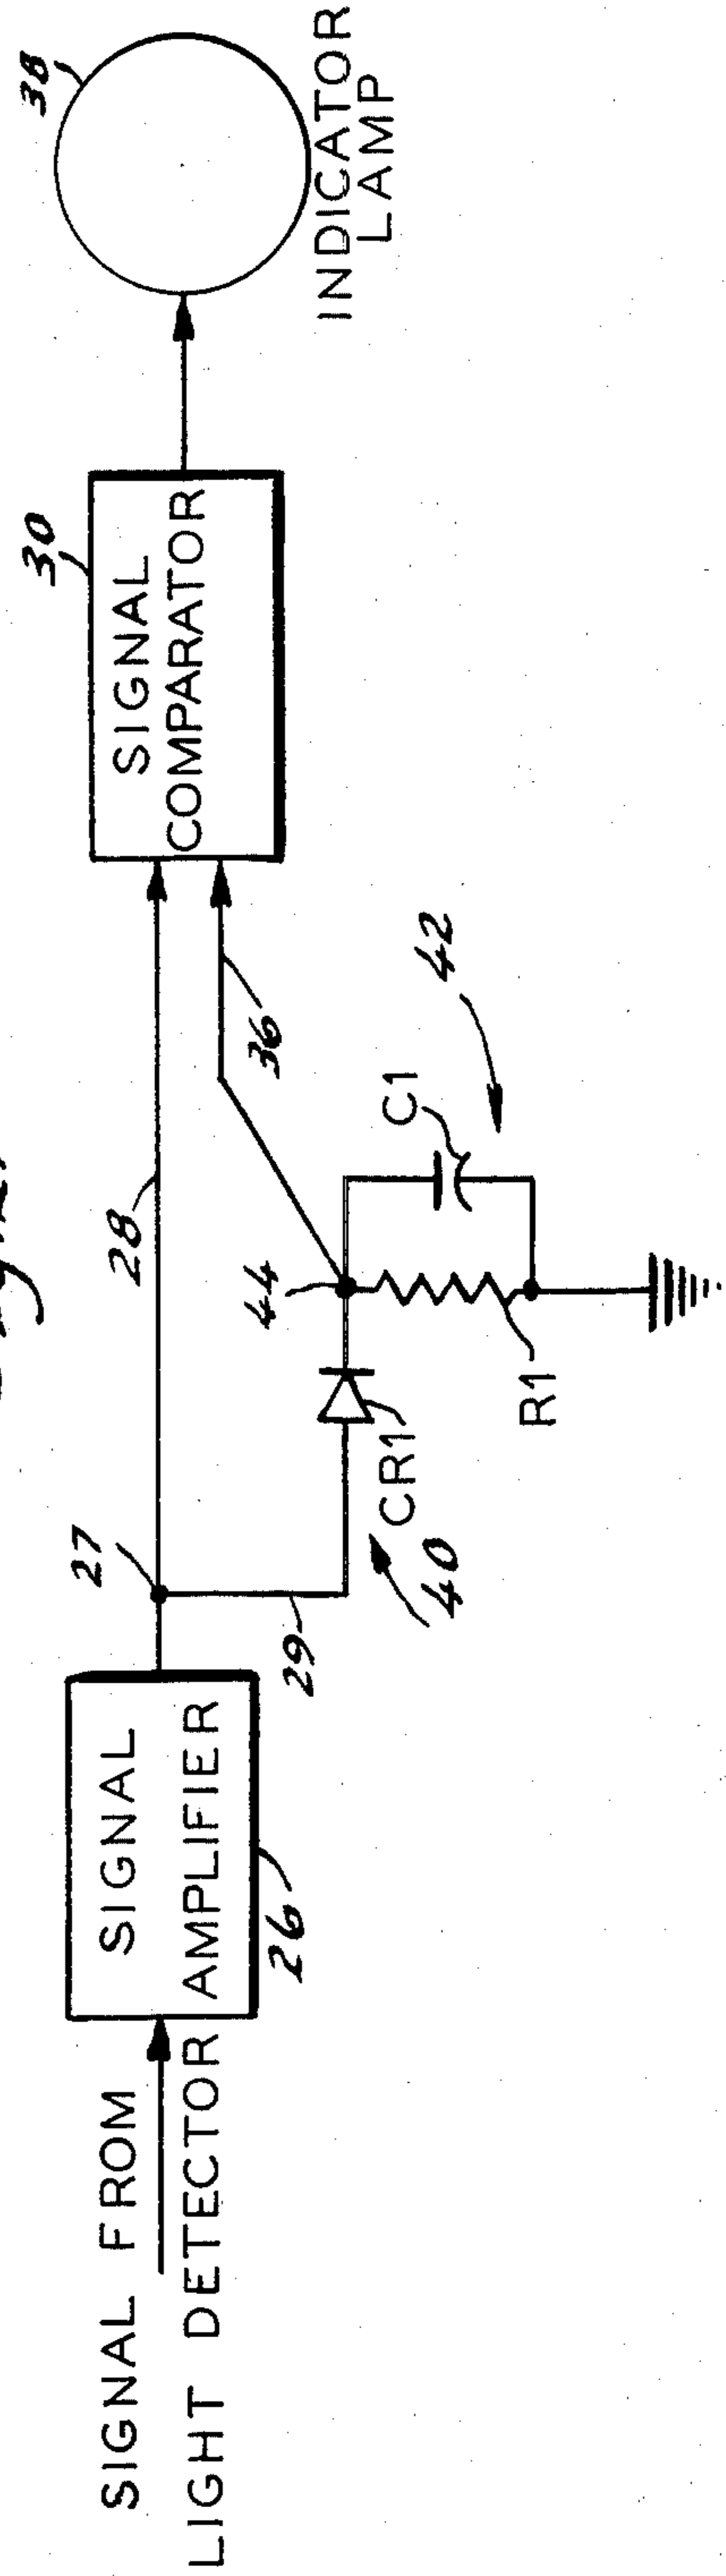 SIGNAL FROM
LIGHT DETECTOR
SIGNAL
AMPLIFIER
26
27
28
29
40
CR1
44
R1
C1
42
36
30
SIGNAL
COMPARATOR
38
INDICATOR
LAMP